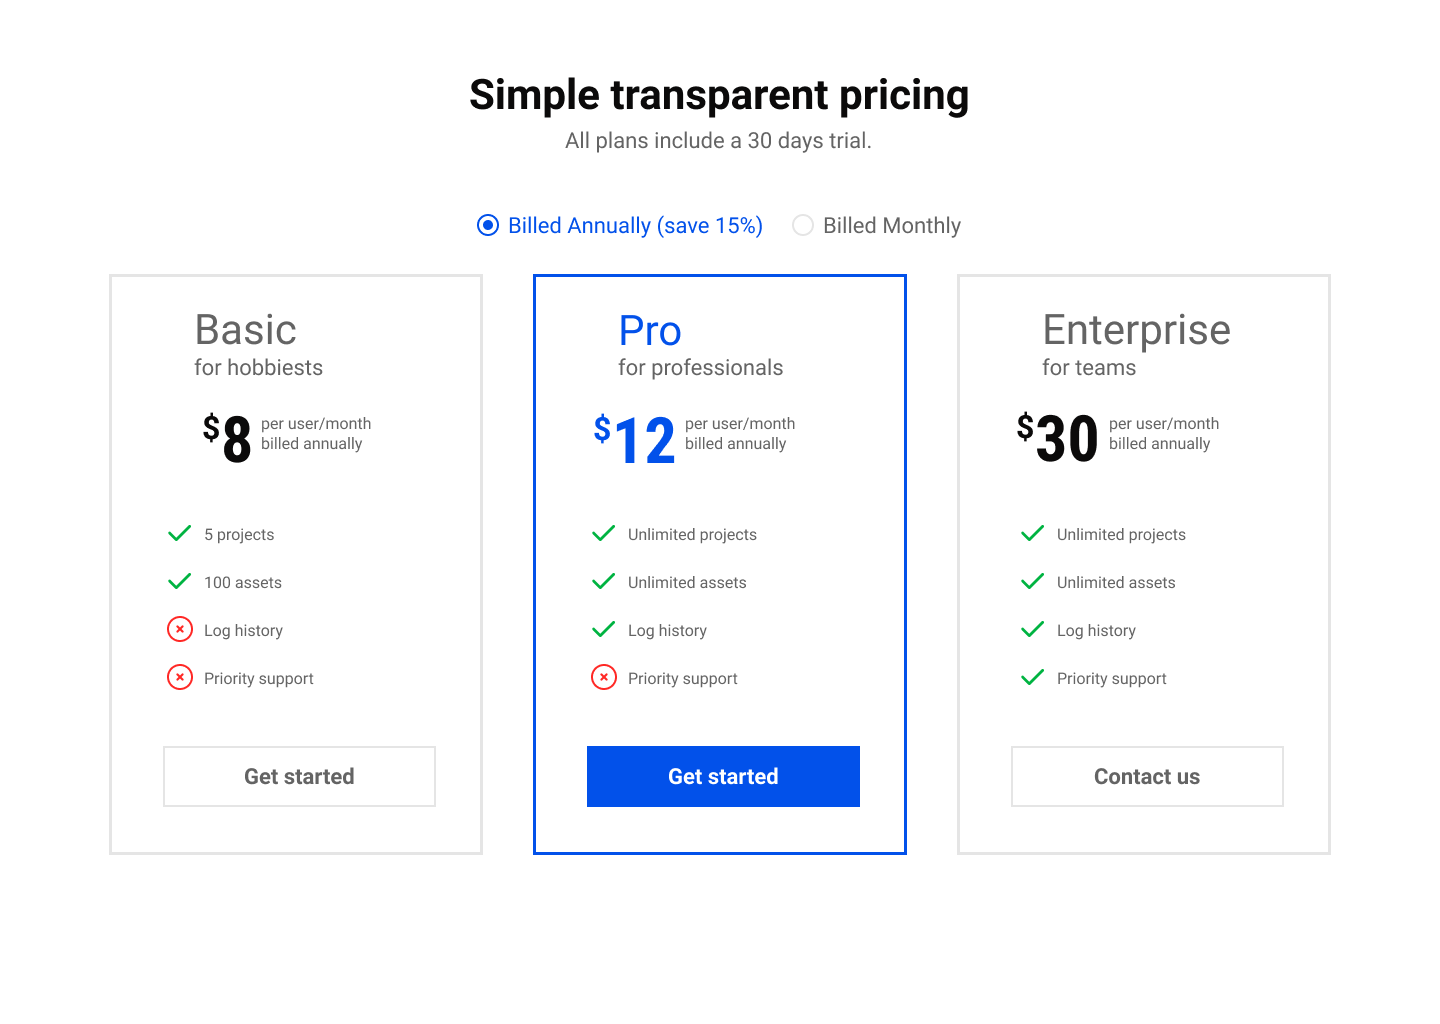 Simple transparent pricing
All plans include a 30 days trial.
Billed Annually (save 15%)
Billed Monthly
Basic
for hobbiests
$8
per user/month
billed annually
5 projects
100 assets
Log history
Priority support
Get started
Pro
for professionals
$12
per user/month
billed annually
Unlimited projects
Unlimited assets
Log history
Priority support
Get started
Enterprise
for teams
$30
per user/month
billed annually
Unlimited projects
Unlimited assets
Log history
Priority support
Contact us